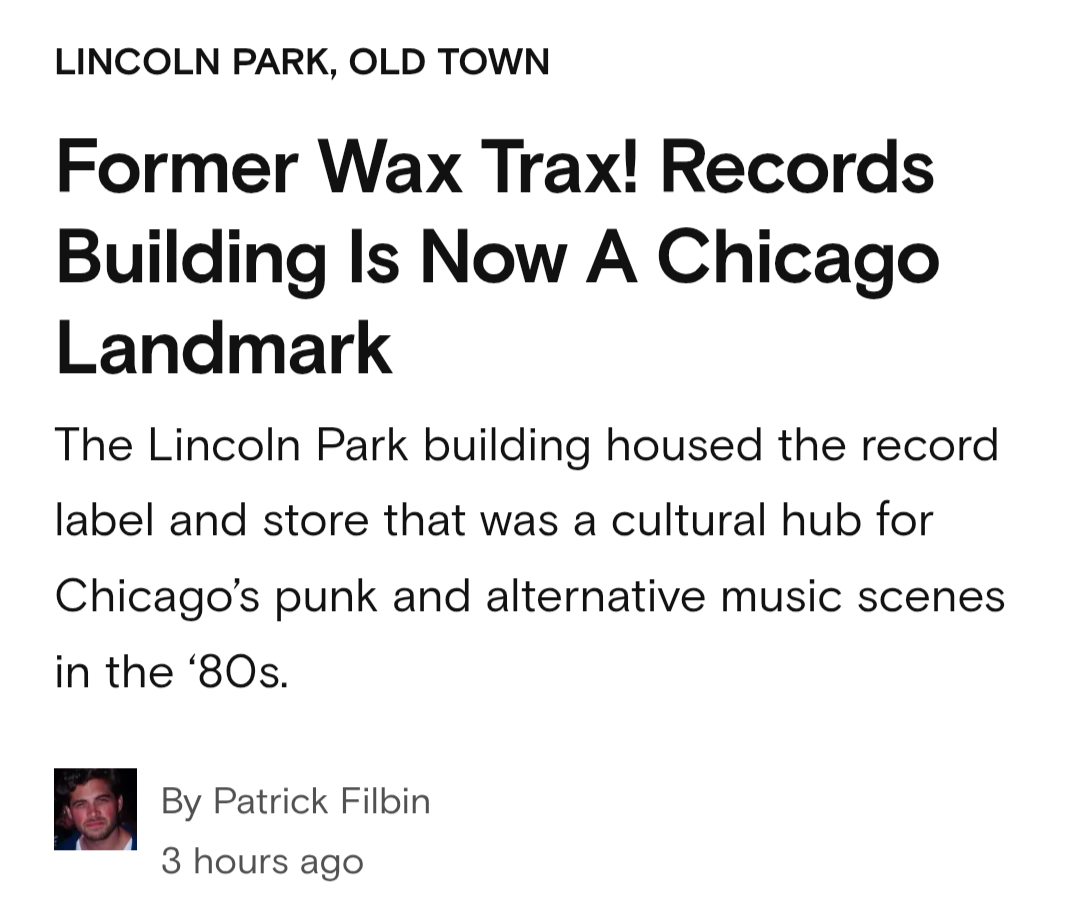 LINCOLN PARK, OLD TOWN
Former Wax Trax! Records
Building Is Now A Chicago
Landmark
The Lincoln Park building housed the record
label and store that was a cultural hub for
Chicago’s punk and alternative music scenes
in the ‘80s.
By Patrick Filbin
3 hours ago